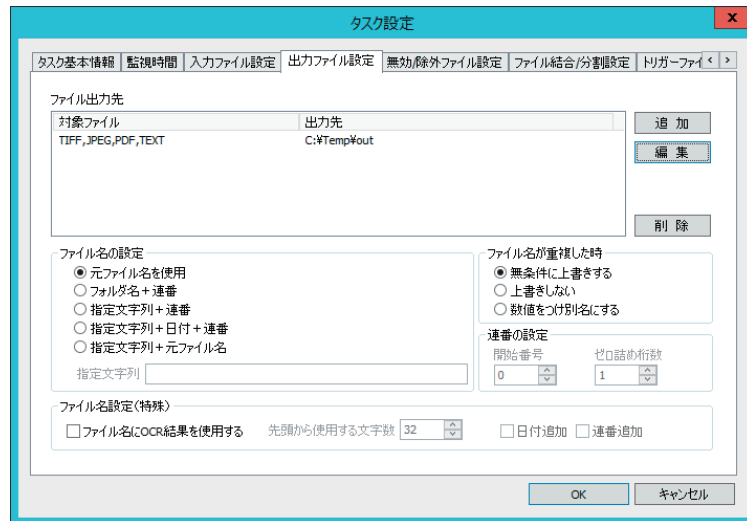 タスク設定
x
タスク基本情報 監視時間 入力ファイル設定 出力ファイル設定 無効/除外ファイル設定 ファイル結合/分割設定 トリガーファイ < >
ファイル出力先
対象ファイル 出力先
TIFF,JPEG,PDF,TEXT C:¥Temp¥out
追 加
編 集
削 除
ファイル名の設定
元ファイル名を使用
フォルダ名+連番
指定文字列+連番
指定文字列+日付+連番
指定文字列+元ファイル名
指定文字列
ファイル名が重複した時
無条件に上書きする
上書きしない
数値をつけ別名にする
連番の設定
開始番号 ゼロ詰め桁数
0 1
ファイル名設定(特殊)
ファイル名にOCR結果を使用する 先頭から使用する文字数 32 日付追加 連番追加
OK キャンセル